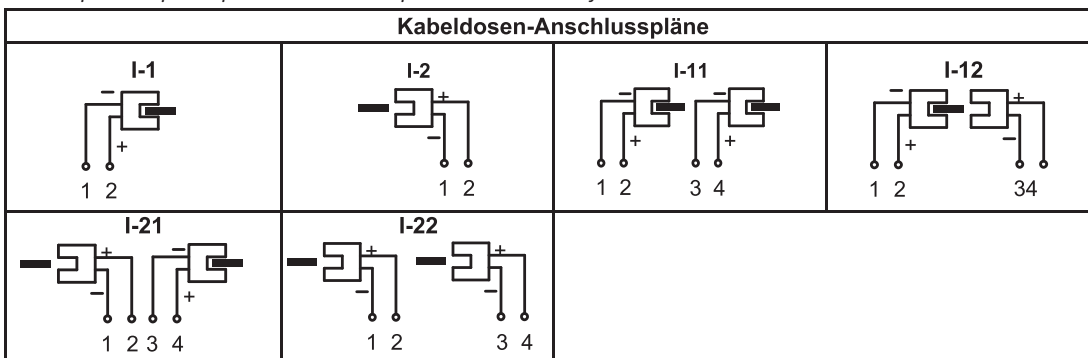 Kabeldosen-Anschlusspläne
I-1
− +
1 2
I-2
+ −
1 2
I-11
− + − +
1 2 3 4
I-12
− + + −
1 2 34
I-21
+ − − +
1 2 3 4
I-22
+ − + −
1 2 3 4